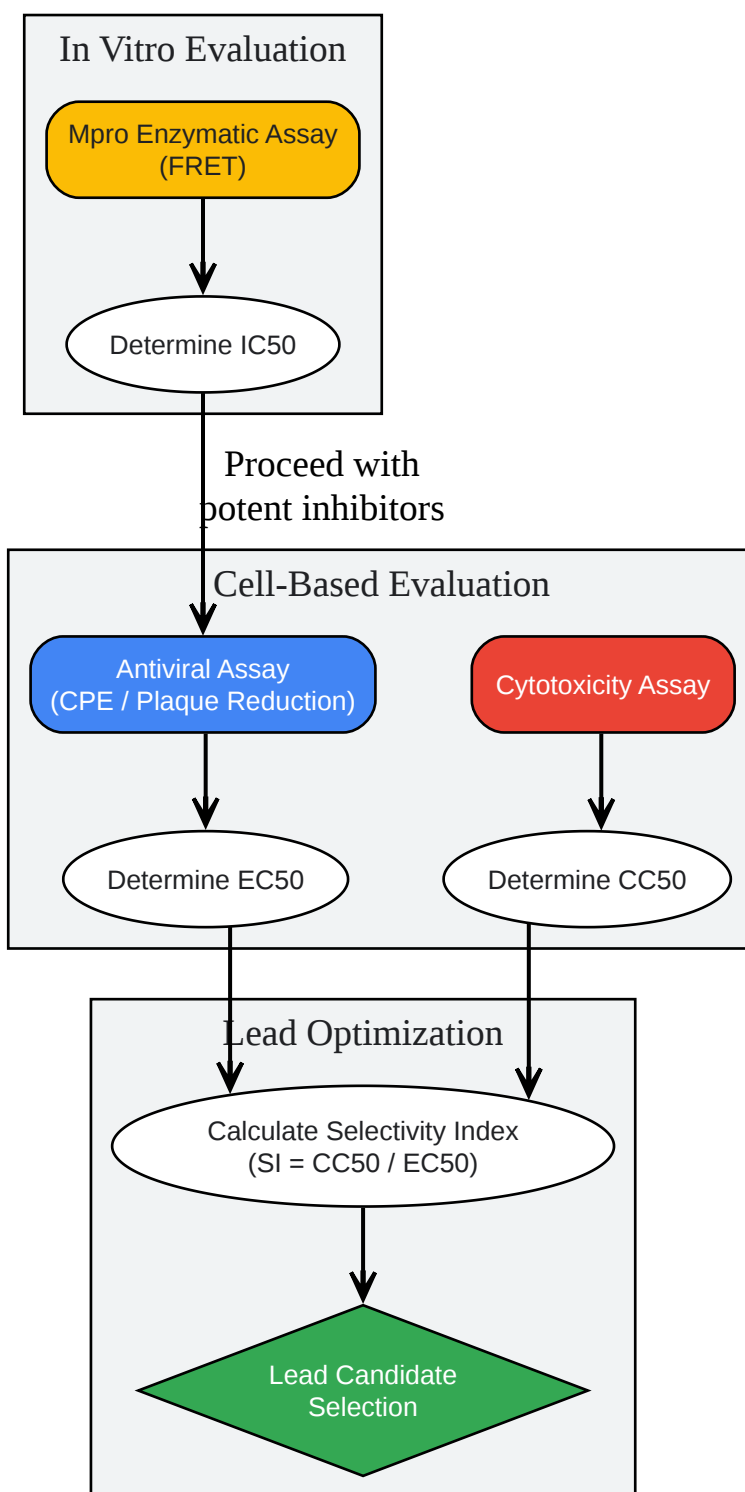 In Vitro Evaluation
Mpro Enzymatic Assay
(FRET)
Determine IC50
Proceed with
potent inhibitors
Cell-Based Evaluation
Antiviral Assay
(CPE / Plaque Reduction)
Cytotoxicity Assay
Determine EC50
Determine CC50
Lead Optimization
Calculate Selectivity Index
(SI = CC50 / EC50)
Lead Candidate
Selection